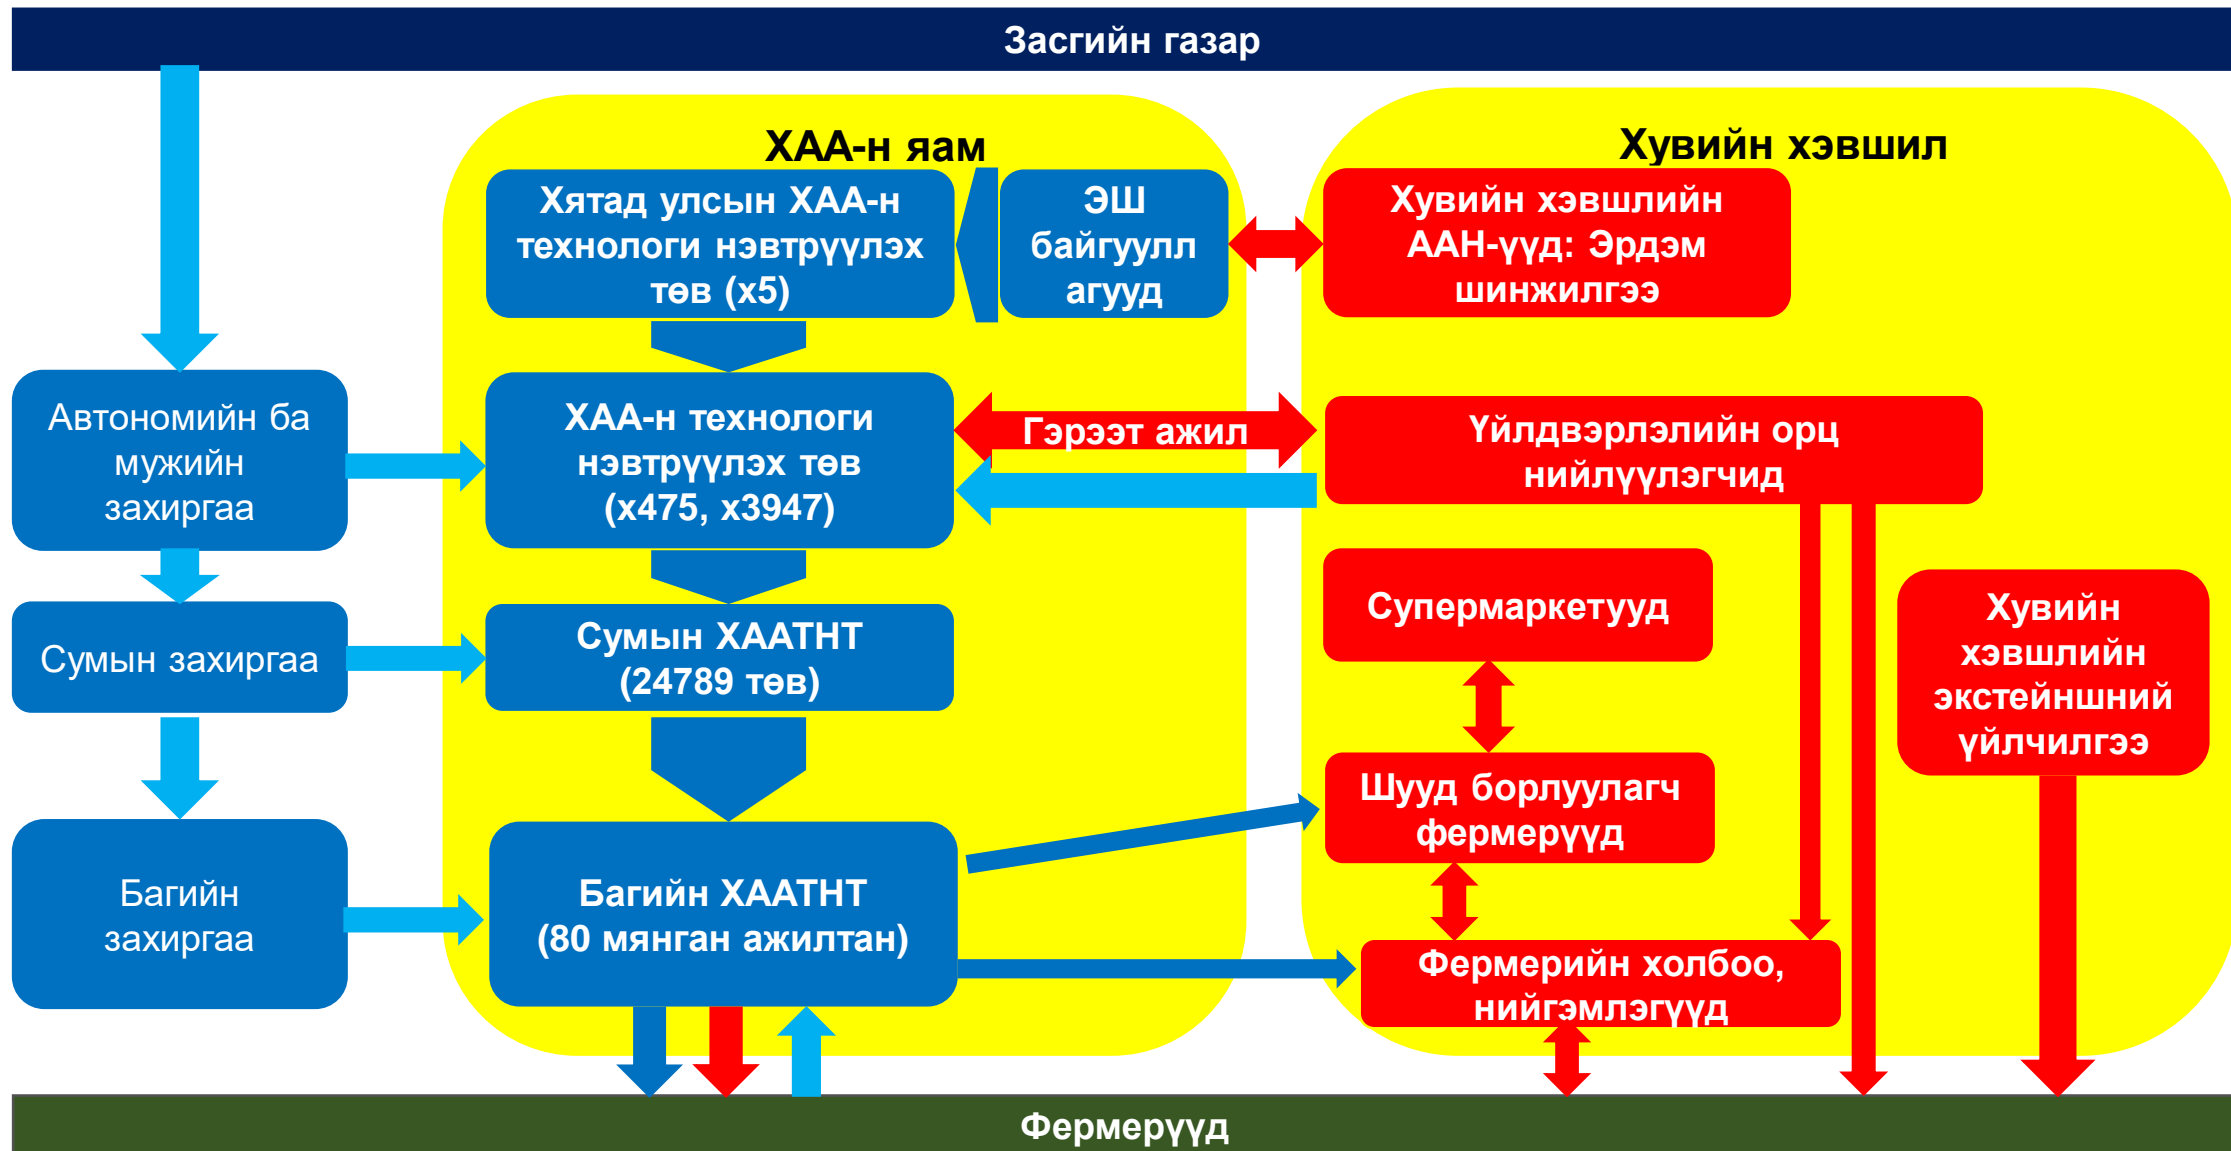 Засгийн газар
ХАА-н яам
Хувийн хэвшил
Хятад улсын ХАА-н
технологи нэвтрүүлэх
төв (x5)
ЭШ
байгуулл
агууд
Хувийн хэвшлийн
ААН-үүд: Эрдэм
шинжилгээ
Автономийн ба
мужийн
захиргаа
ХАА-н технологи
нэвтрүүлэх төв
(x475, x3947)
Гэрээт ажил
Үйлдвэрлэлийн орц
нийлүүлэгчид
Сумын захиргаа
Сумын ХААТНТ
(24789 төв)
Супермаркетууд
Хувийн
хэвшлийн
экстейншний
үйлчилгээ
Шууд борлуулагч
фермерүүд
Багийн
захиргаа
Багийн ХААТНТ
(80 мянган ажилтан)
Фермерийн холбоо,
нийгэмлэгүүд
Фермерүүд